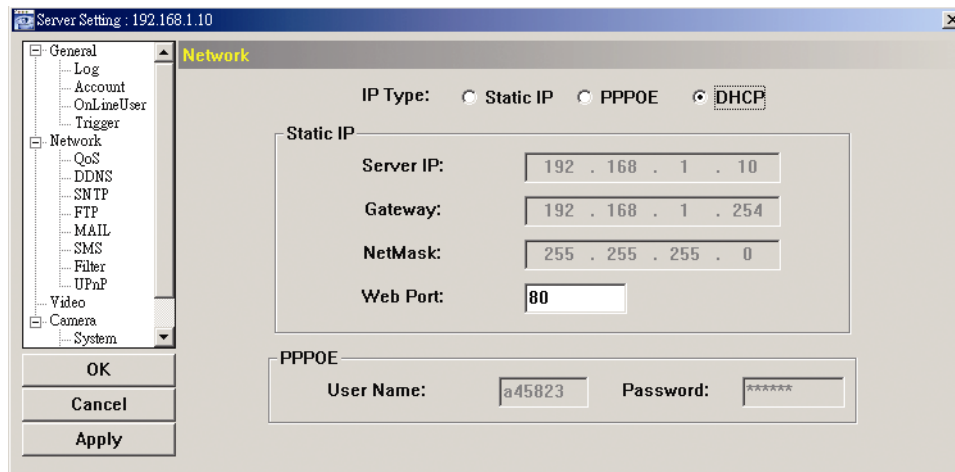 Server Setting : 192.168.1.10
General
Log
Account
OnLineUser
Trigger
Network
QoS
DDNS
SNTP
FTP
MAIL
SMS
Filter
UPnP
Video
Camera
System
OK
Cancel
Apply
Network
IP Type: Static IP PPPOE DHCP
Static IP
Server IP: 192 . 168 . 1 . 10
Gateway: 192 . 168 . 1 . 254
NetMask: 255 . 255 . 255 . 0
Web Port: 80
PPPOE
User Name: a45823 Password: ******